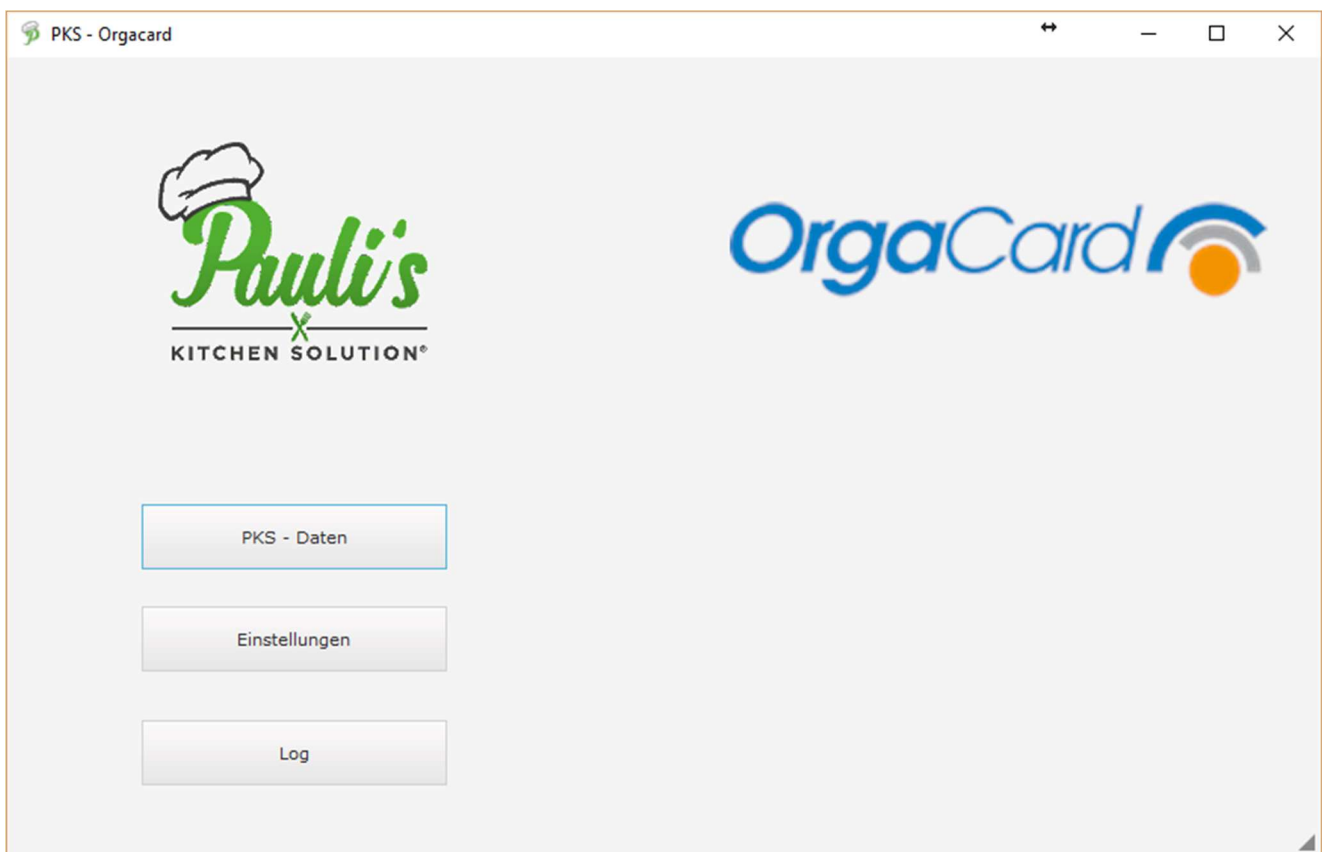 PKS - Orgacard
Pauli's
KITCHEN SOLUTION®
OrgaCard
PKS - Daten
Einstellungen
Log